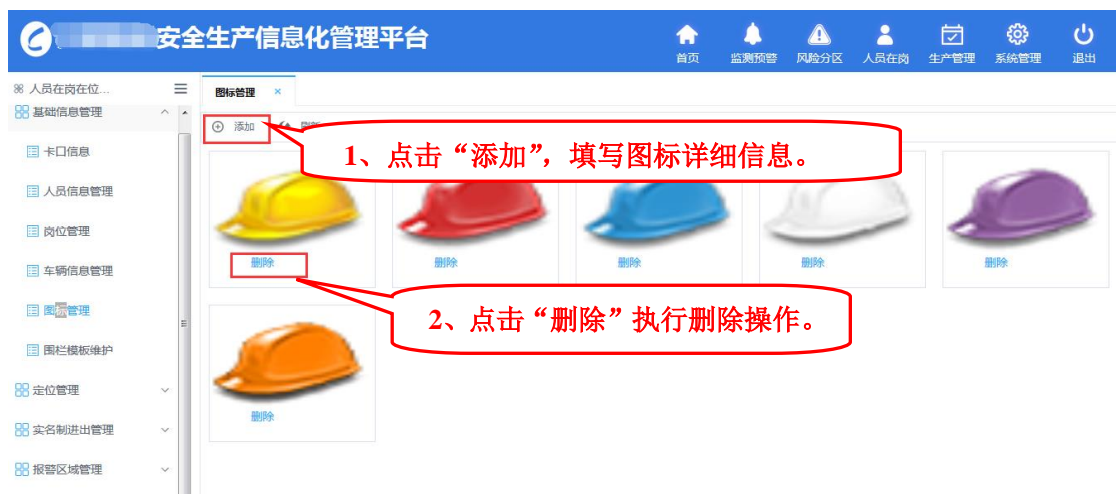 安全生产信息化管理平台
首页
监测预警
风险分区
人员在岗
生产管理
系统管理
退出
人员在岗在位...
图标管理 ×
基础信息管理
添加
1、点击“添加”，填写图标详细信息。
卡口信息
人员信息管理
岗位管理
车辆信息管理
图标管理
围栏模板维护
定位管理
实名制进出管理
报警区域管理
删除
删除
删除
删除
删除
2、点击“删除”执行删除操作。
删除